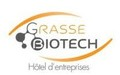 GRASSE
BIOTECH
Hôtel d'entreprises